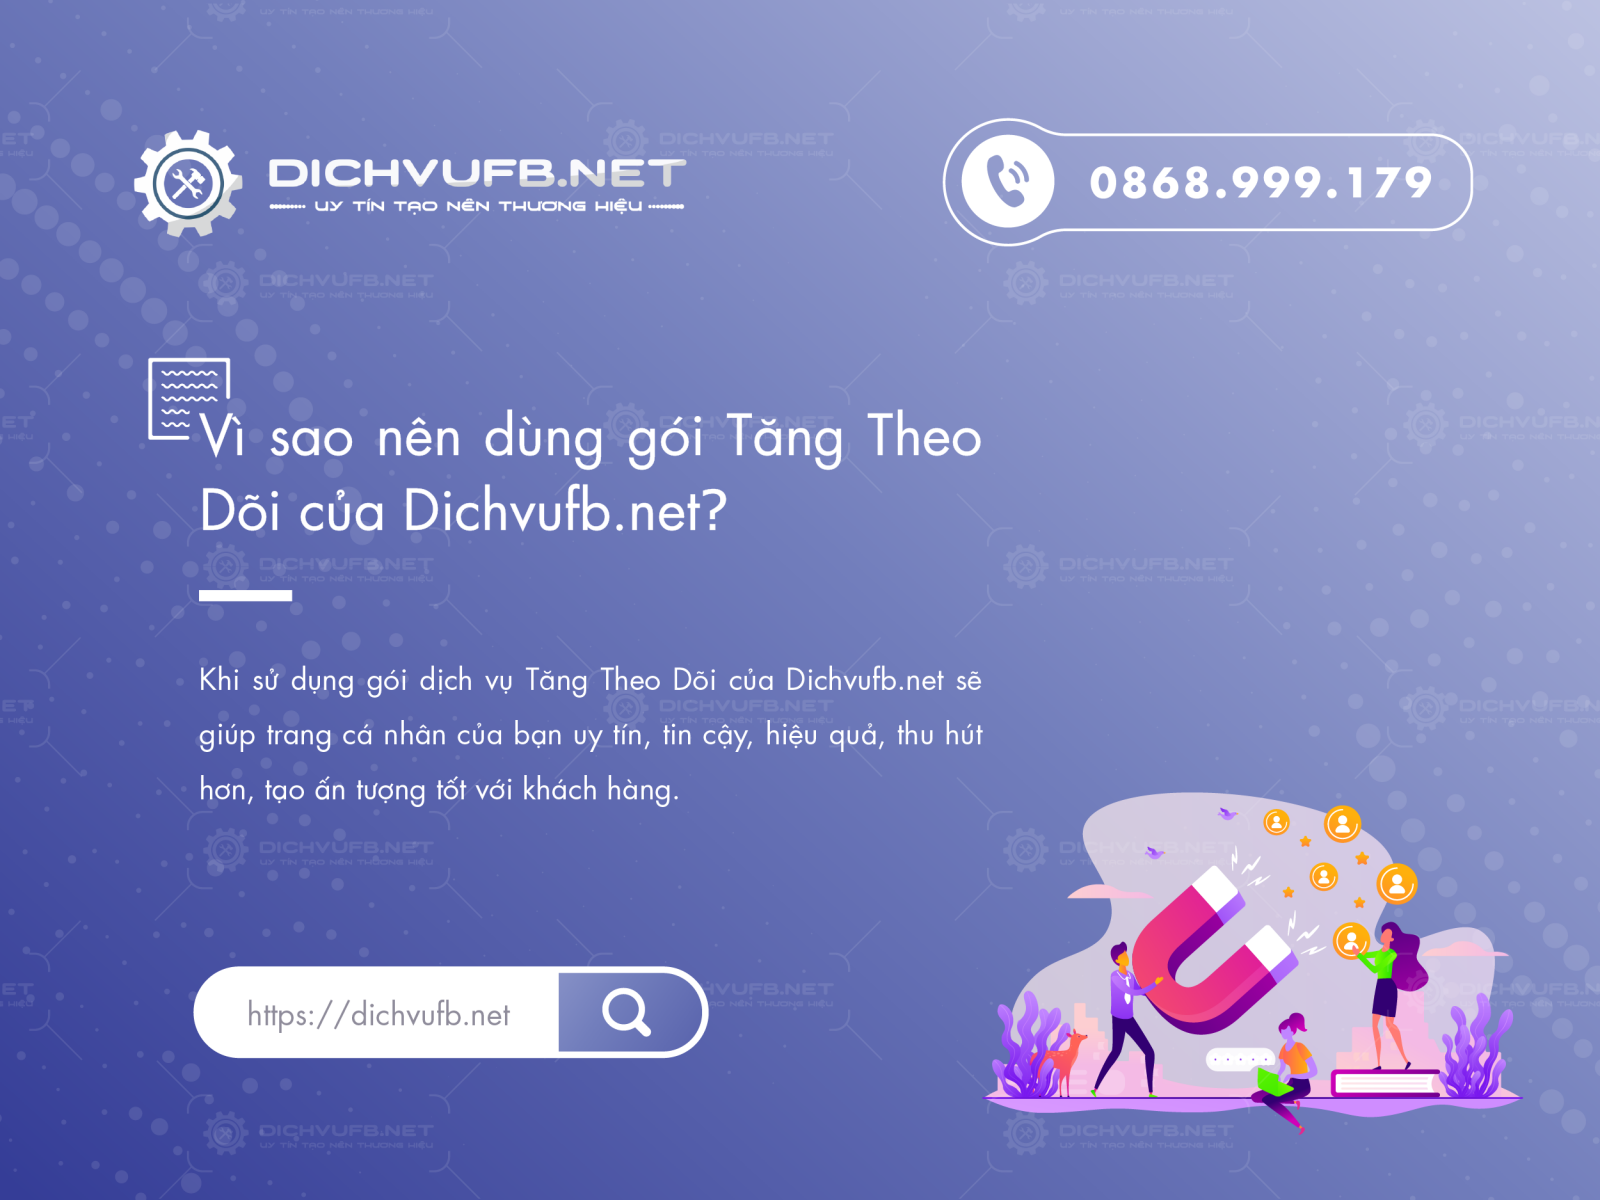 DICHVUFB.NET
UY TÍN TẠO NÊN THƯƠNG HIỆU
0868.999.179
Vì sao nên dùng gói Tăng Theo
Dõi của Dichvufb.net?
Khi sử dụng gói dịch vụ Tăng Theo Dõi của Dichvufb.net sẽ
giúp trang cá nhân của bạn uy tín, tin cậy, hiệu quả, thu hút
hơn, tạo ấn tượng tốt với khách hàng.
https://dichvufb.net